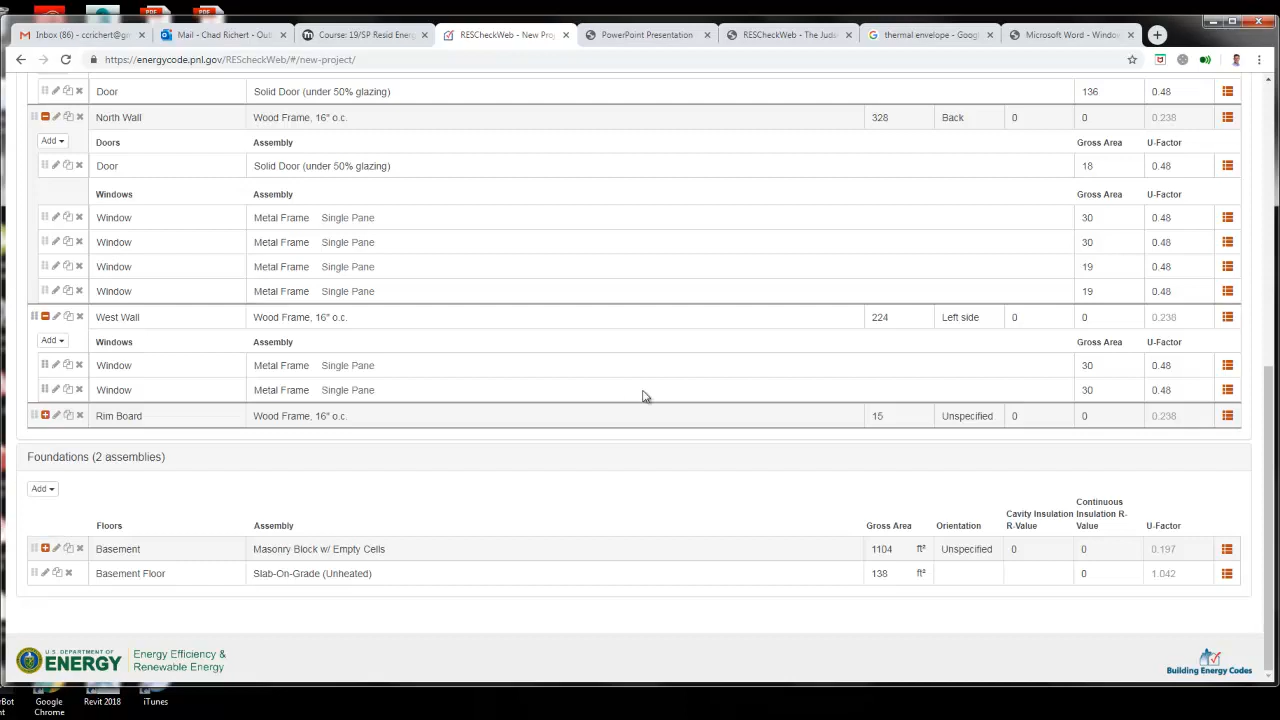 Inbox (86) - ccrichert@gm
Mail - Chad Richert - Out
Course: 19/SP Resid Energ
REScheckWeb - New Pro
PowerPoint Presentation
REScheckWeb - The Juda
thermal envelope - Googl
Microsoft Word - Window
https://energycode.pnl.gov/REScheckWeb/#/new-project/
Door Solid Door (under 50% glazing) 136 0.48
North Wall Wood Frame, 16" o.c. 328 Back 0 0 0.238
Add Doors Assembly Gross Area U-Factor
Door Solid Door (under 50% glazing) 18 0.48
Windows Assembly Gross Area U-Factor
Window Metal Frame Single Pane 30 0.48
Window Metal Frame Single Pane 30 0.48
Window Metal Frame Single Pane 19 0.48
Window Metal Frame Single Pane 19 0.48
West Wall Wood Frame, 16" o.c. 224 Left side 0 0 0.238
Add Windows Assembly Gross Area U-Factor
Window Metal Frame Single Pane 30 0.48
Window Metal Frame Single Pane 30 0.48
Rim Board Wood Frame, 16" o.c. 15 Unspecified 0 0 0.238
Foundations (2 assemblies)
Add
Floors Assembly Gross Area Orientation Cavity Insulation R-Value Continuous Insulation R-Value U-Factor
Basement Masonry Block w/ Empty Cells 1104 ft² Unspecified 0 0 0.197
Basement Floor Slab-On-Grade (Unheated) 138 ft² 0 1.042
U.S. DEPARTMENT OF
ENERGY
Energy Efficiency &
Renewable Energy
Building Energy Codes
Google
Chrome
Revit 2018
iTunes